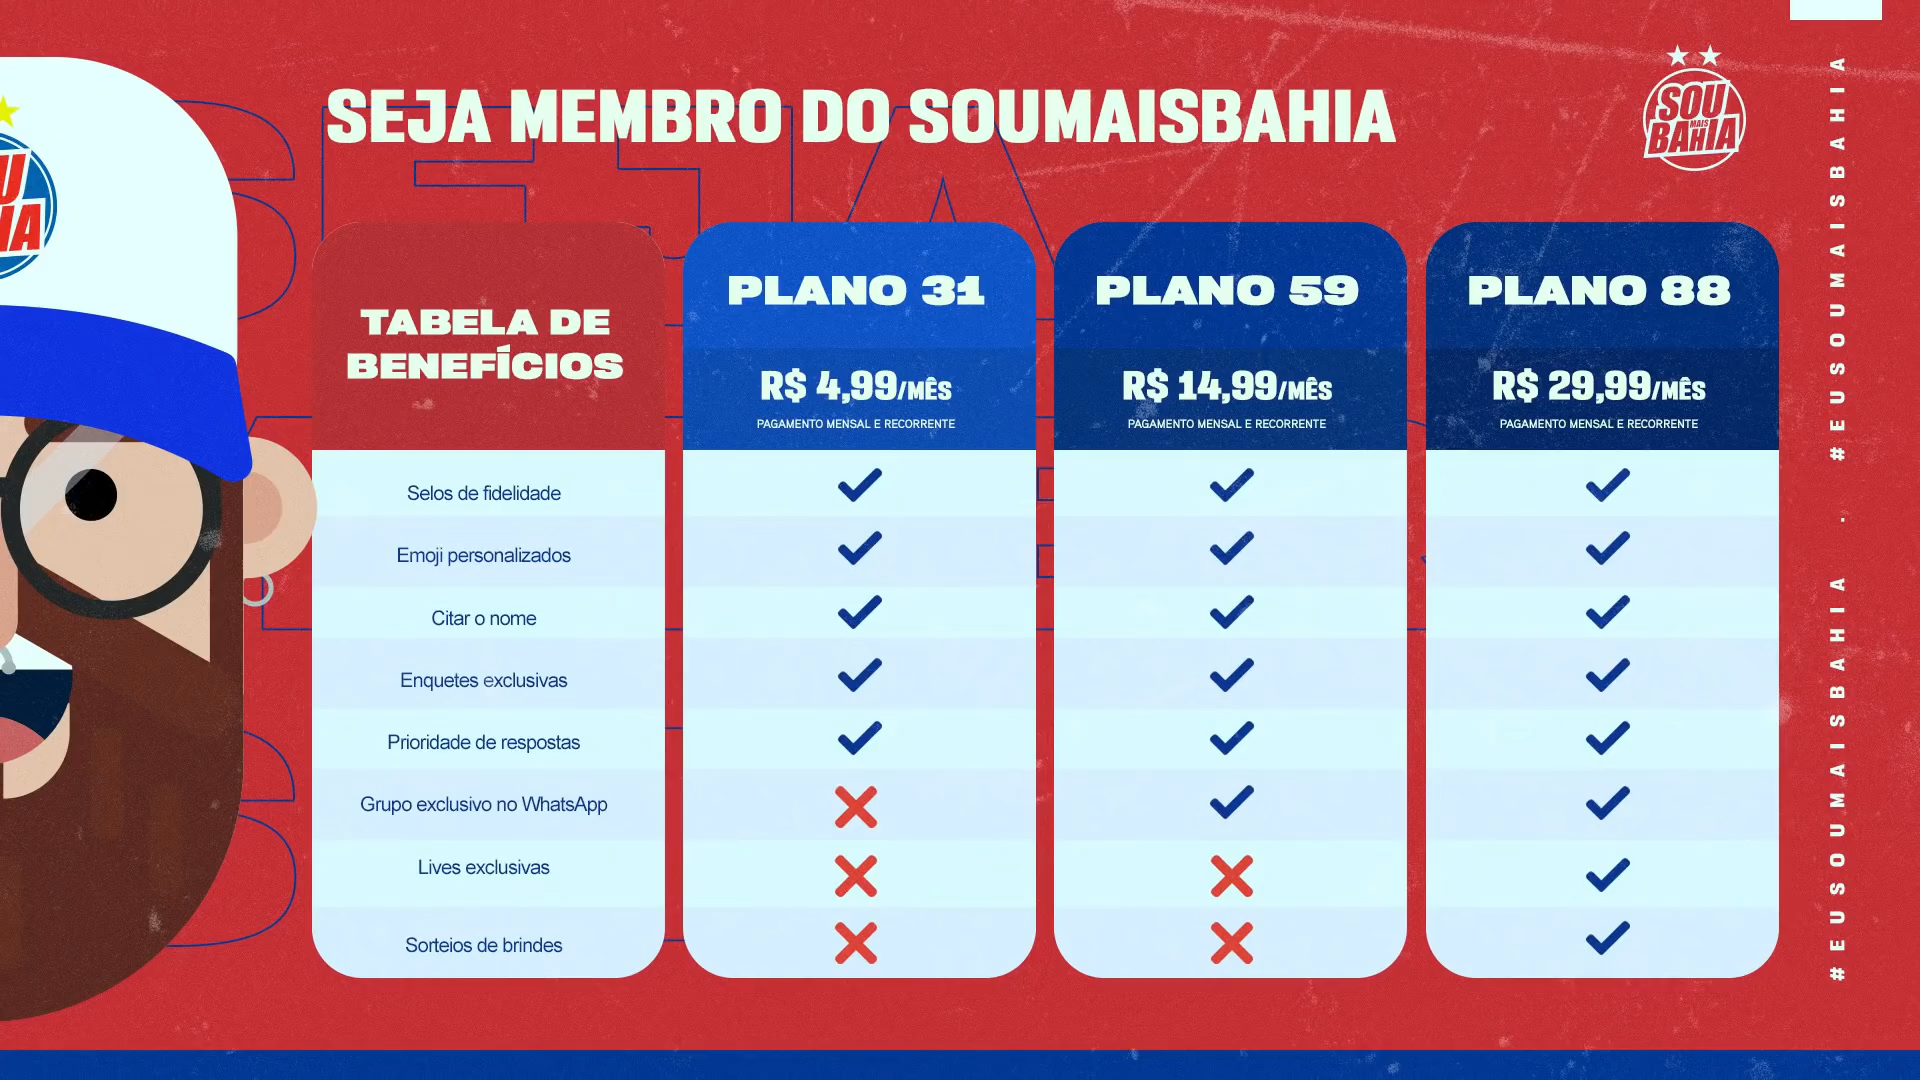 SEJA MEMBRO DO SOUMAISBAHIA
SOU
MAIS
BAHIA
TABELA DE
BENEFÍCIOS
PLANO 31
R$ 4,99/MÊS
PAGAMENTO MENSAL E RECORRENTE
PLANO 59
R$ 14,99/MÊS
PAGAMENTO MENSAL E RECORRENTE
PLANO 88
R$ 29,99/MÊS
PAGAMENTO MENSAL E RECORRENTE
Selos de fidelidade
Emoji personalizados
Citar o nome
Enquetes exclusivas
Prioridade de respostas
Grupo exclusivo no WhatsApp
Lives exclusivas
Sorteios de brindes
#EUSOUMAISBAHIA . #EUSOUMAISBAHIA